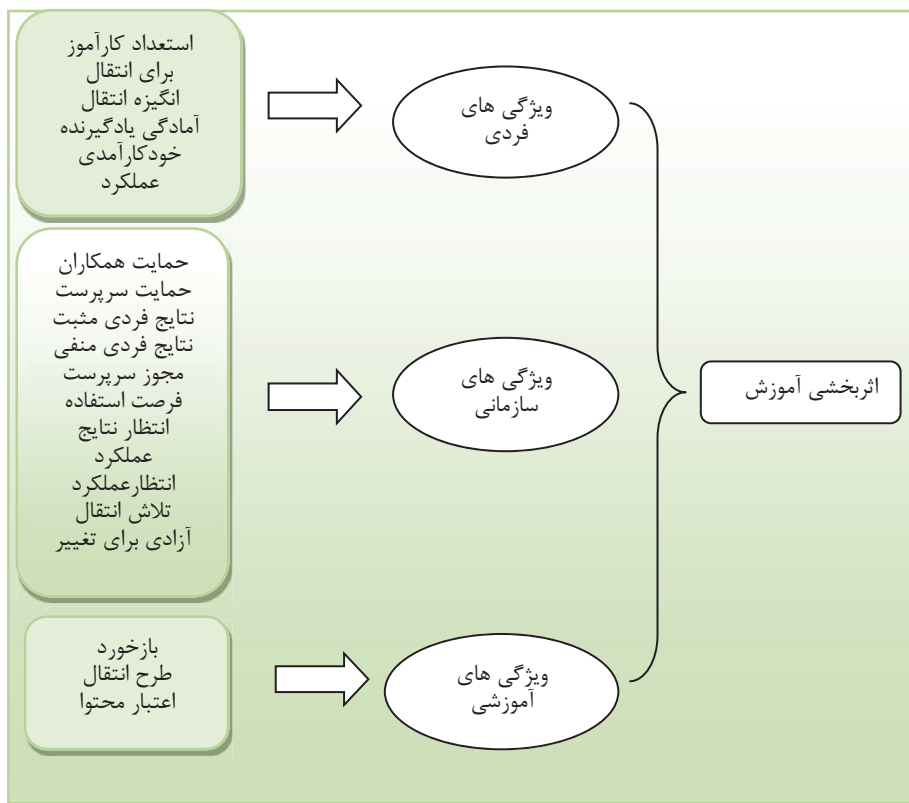 استعداد کارآموز
برای انتقال
انگیزه انتقال
آمادگی یادگیرنده
خودکارآمدی
عملکرد
ویژگی های
فردی
حمایت همکاران
حمایت سرپرست
نتایج فردی مثبت
نتایج فردی منفی
مجوز سرپرست
فرصت استفاده
انتظار نتایج
عملکرد
انتظارعملکرد
تلاش انتقال
آزادی برای تغییر
ویژگی های
سازمانی
اثربخشی آموزش
بازخورد
طرح انتقال
اعتبار محتوا
ویژگی های
آموزشی